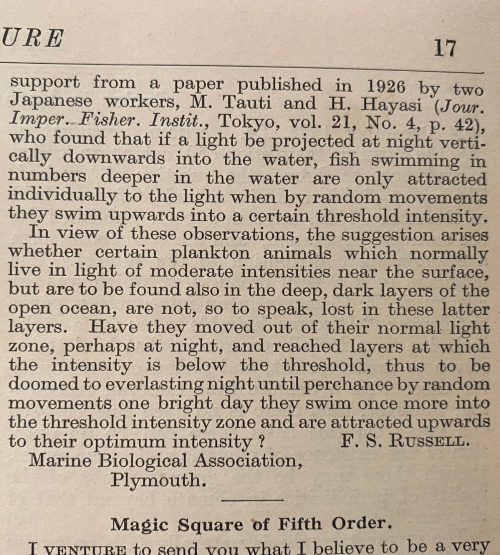 URE
17
support from a paper published in 1926 by two
Japanese workers, M. Tauti and H. Hayasi (Jour.
Imper. Fisher. Instit., Tokyo, vol. 21, No. 4, p. 42),
who found that if a light be projected at night verti-
cally downwards into the water, fish swimming in
numbers deeper in the water are only attracted
individually to the light when by random movements
they swim upwards into a certain threshold intensity.
In view of these observations, the suggestion arises
whether certain plankton animals which normally
live in light of moderate intensities near the surface,
but are to be found also in the deep, dark layers of the
open ocean, are not, so to speak, lost in these latter
layers. Have they moved out of their normal light
zone, perhaps at night, and reached layers at which
the intensity is below the threshold, thus to be
doomed to everlasting night until perchance by random
movements one bright day they swim once more into
the threshold intensity zone and are attracted upwards
to their optimum intensity ? F. S. RUSSELL.
Marine Biological Association,
Plymouth.
Magic Square of Fifth Order.
I VENTURE to send you what I believe to be a very